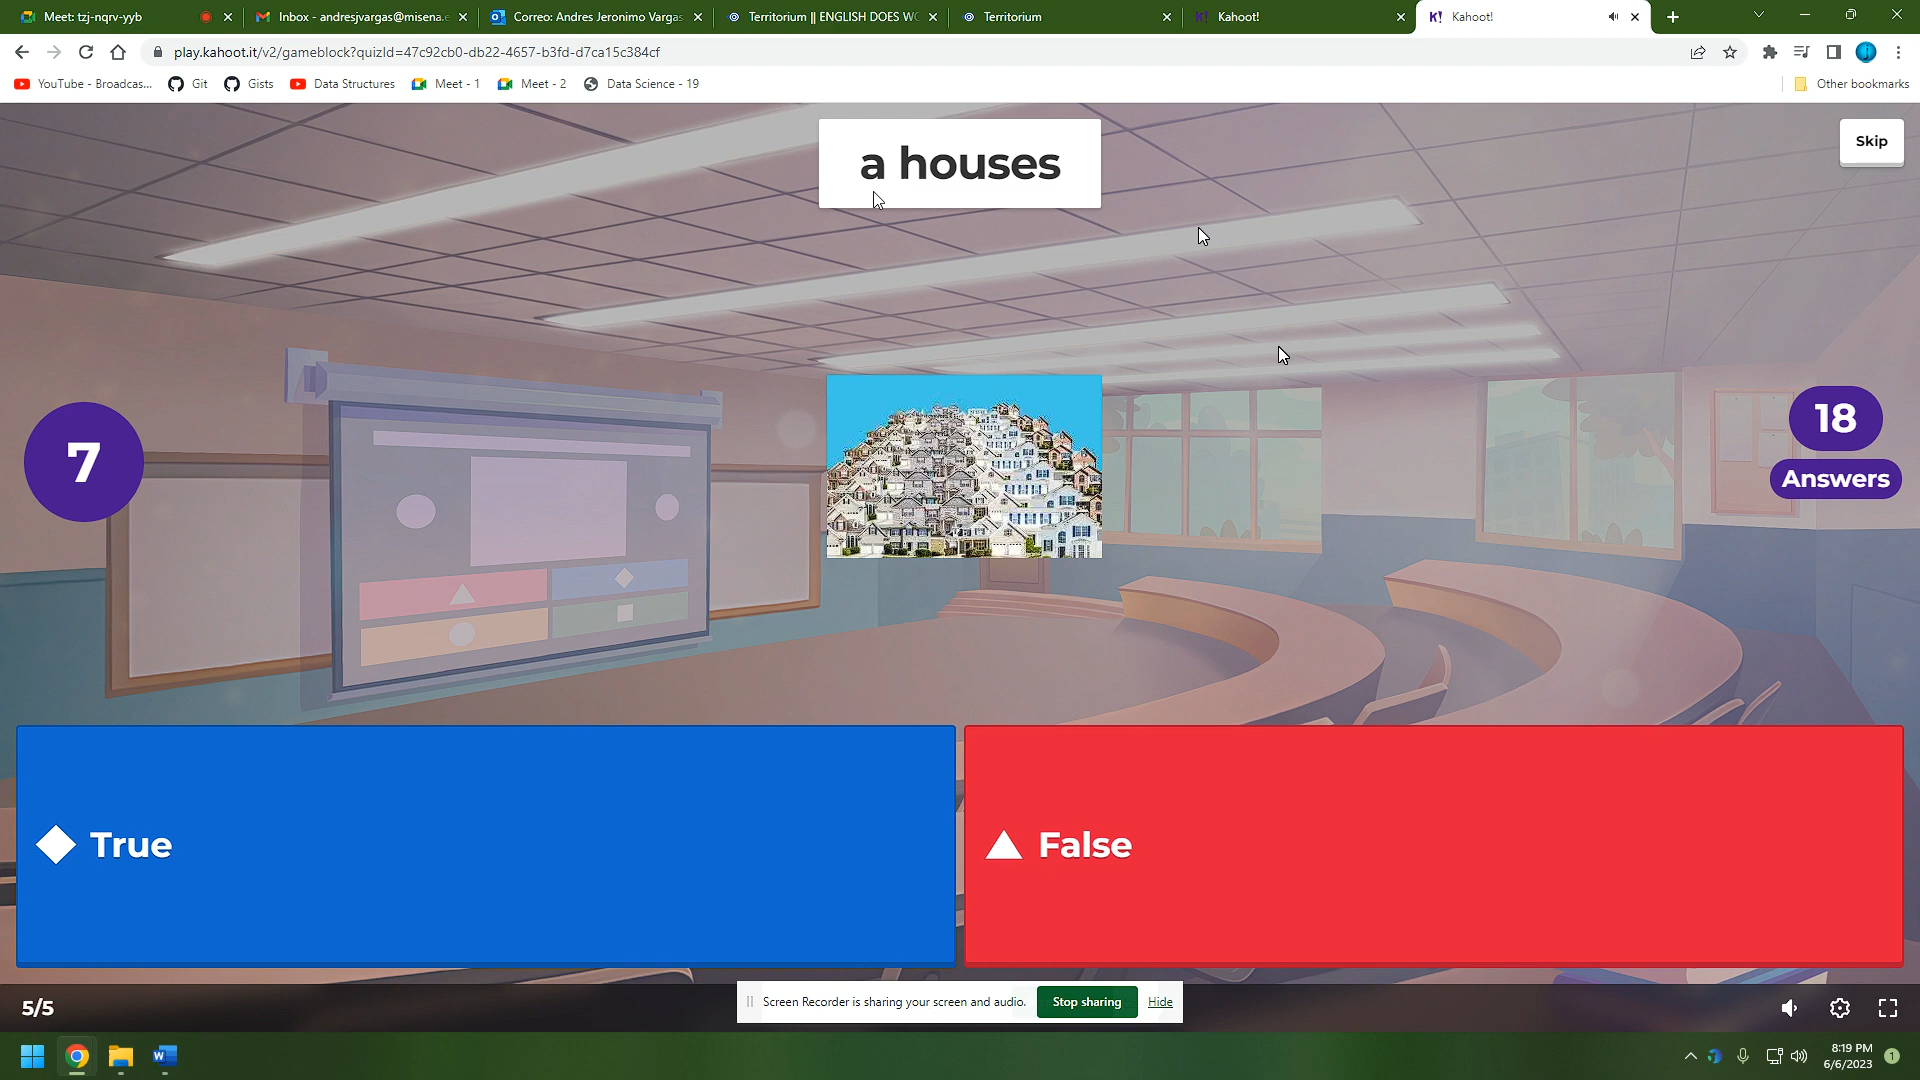 Meet: tzj-nqrv-yyb
Inbox - andresjvargas@misena.e
Correo: Andres Jeronimo Vargas
Territorium || ENGLISH DOES WO
Territorium
Kahoot!
Kahoot!
play.kahoot.it/v2/gameblock?quizId=47c92cb0-db22-4657-b3fd-d7ca15c384cf
YouTube - Broadcas...
Git
Gists
Data Structures
Meet - 1
Meet - 2
Data Science - 19
Other bookmarks
a houses
Skip
7
18
Answers
True
False
5/5
Screen Recorder is sharing your screen and audio.
Stop sharing
Hide
8:19 PM
6/6/2023
1